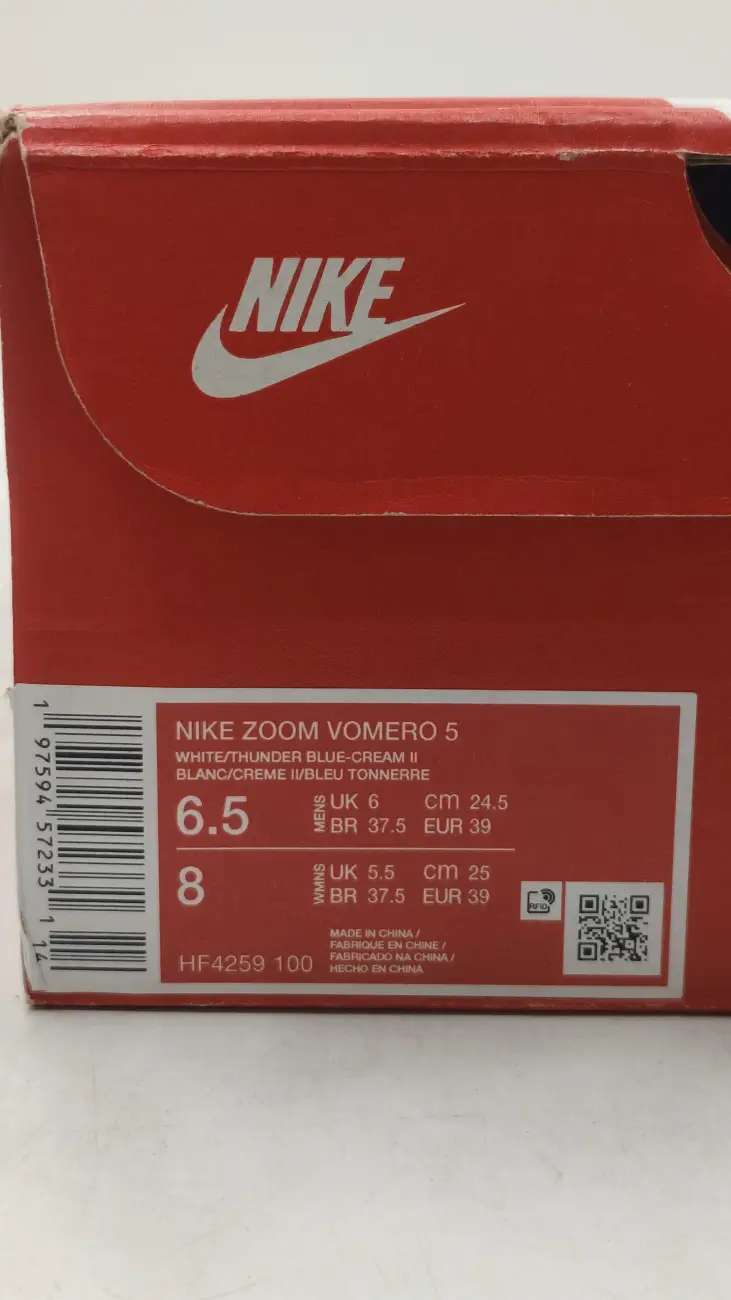 NIKE
NIKE ZOOM VOMERO 5
WHITE/THUNDER BLUE-CREAM II
BLANC/CREME II/BLEU TONNERRE
6.5 MENS UK 6 cm 24.5
BR 37.5 EUR 39
8 WMNS UK 5.5 cm 25
BR 37.5 EUR 39
RFID
MADE IN CHINA /
FABRIQUE EN CHINE /
FABRICADO NA CHINA /
HECHO EN CHINA
HF4259 100
1 97594 57233 1 14